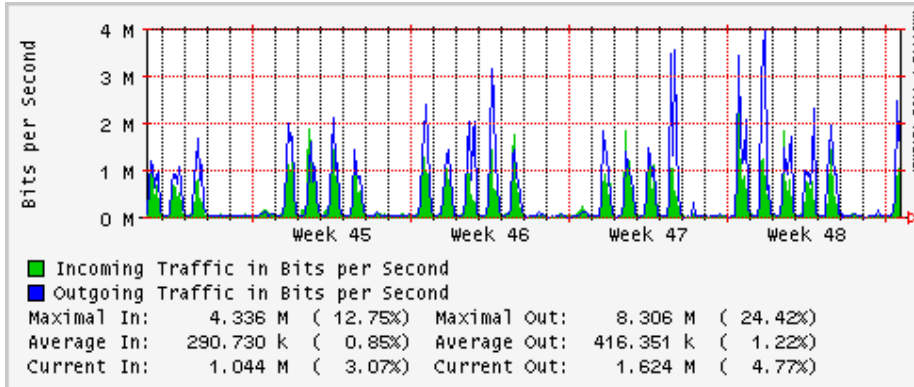 4 M
3 M
2 M
1 M
0 M
Bits per Second
Week 45 Week 46 Week 47 Week 48
Incoming Traffic in Bits per Second
Outgoing Traffic in Bits per Second
Maximal In: 4.336 M ( 12.75%) Maximal Out: 8.306 M ( 24.42%)
Average In: 290.730 k ( 0.85%) Average Out: 416.351 k ( 1.22%)
Current In: 1.044 M ( 3.07%) Current Out: 1.624 M ( 4.77%)